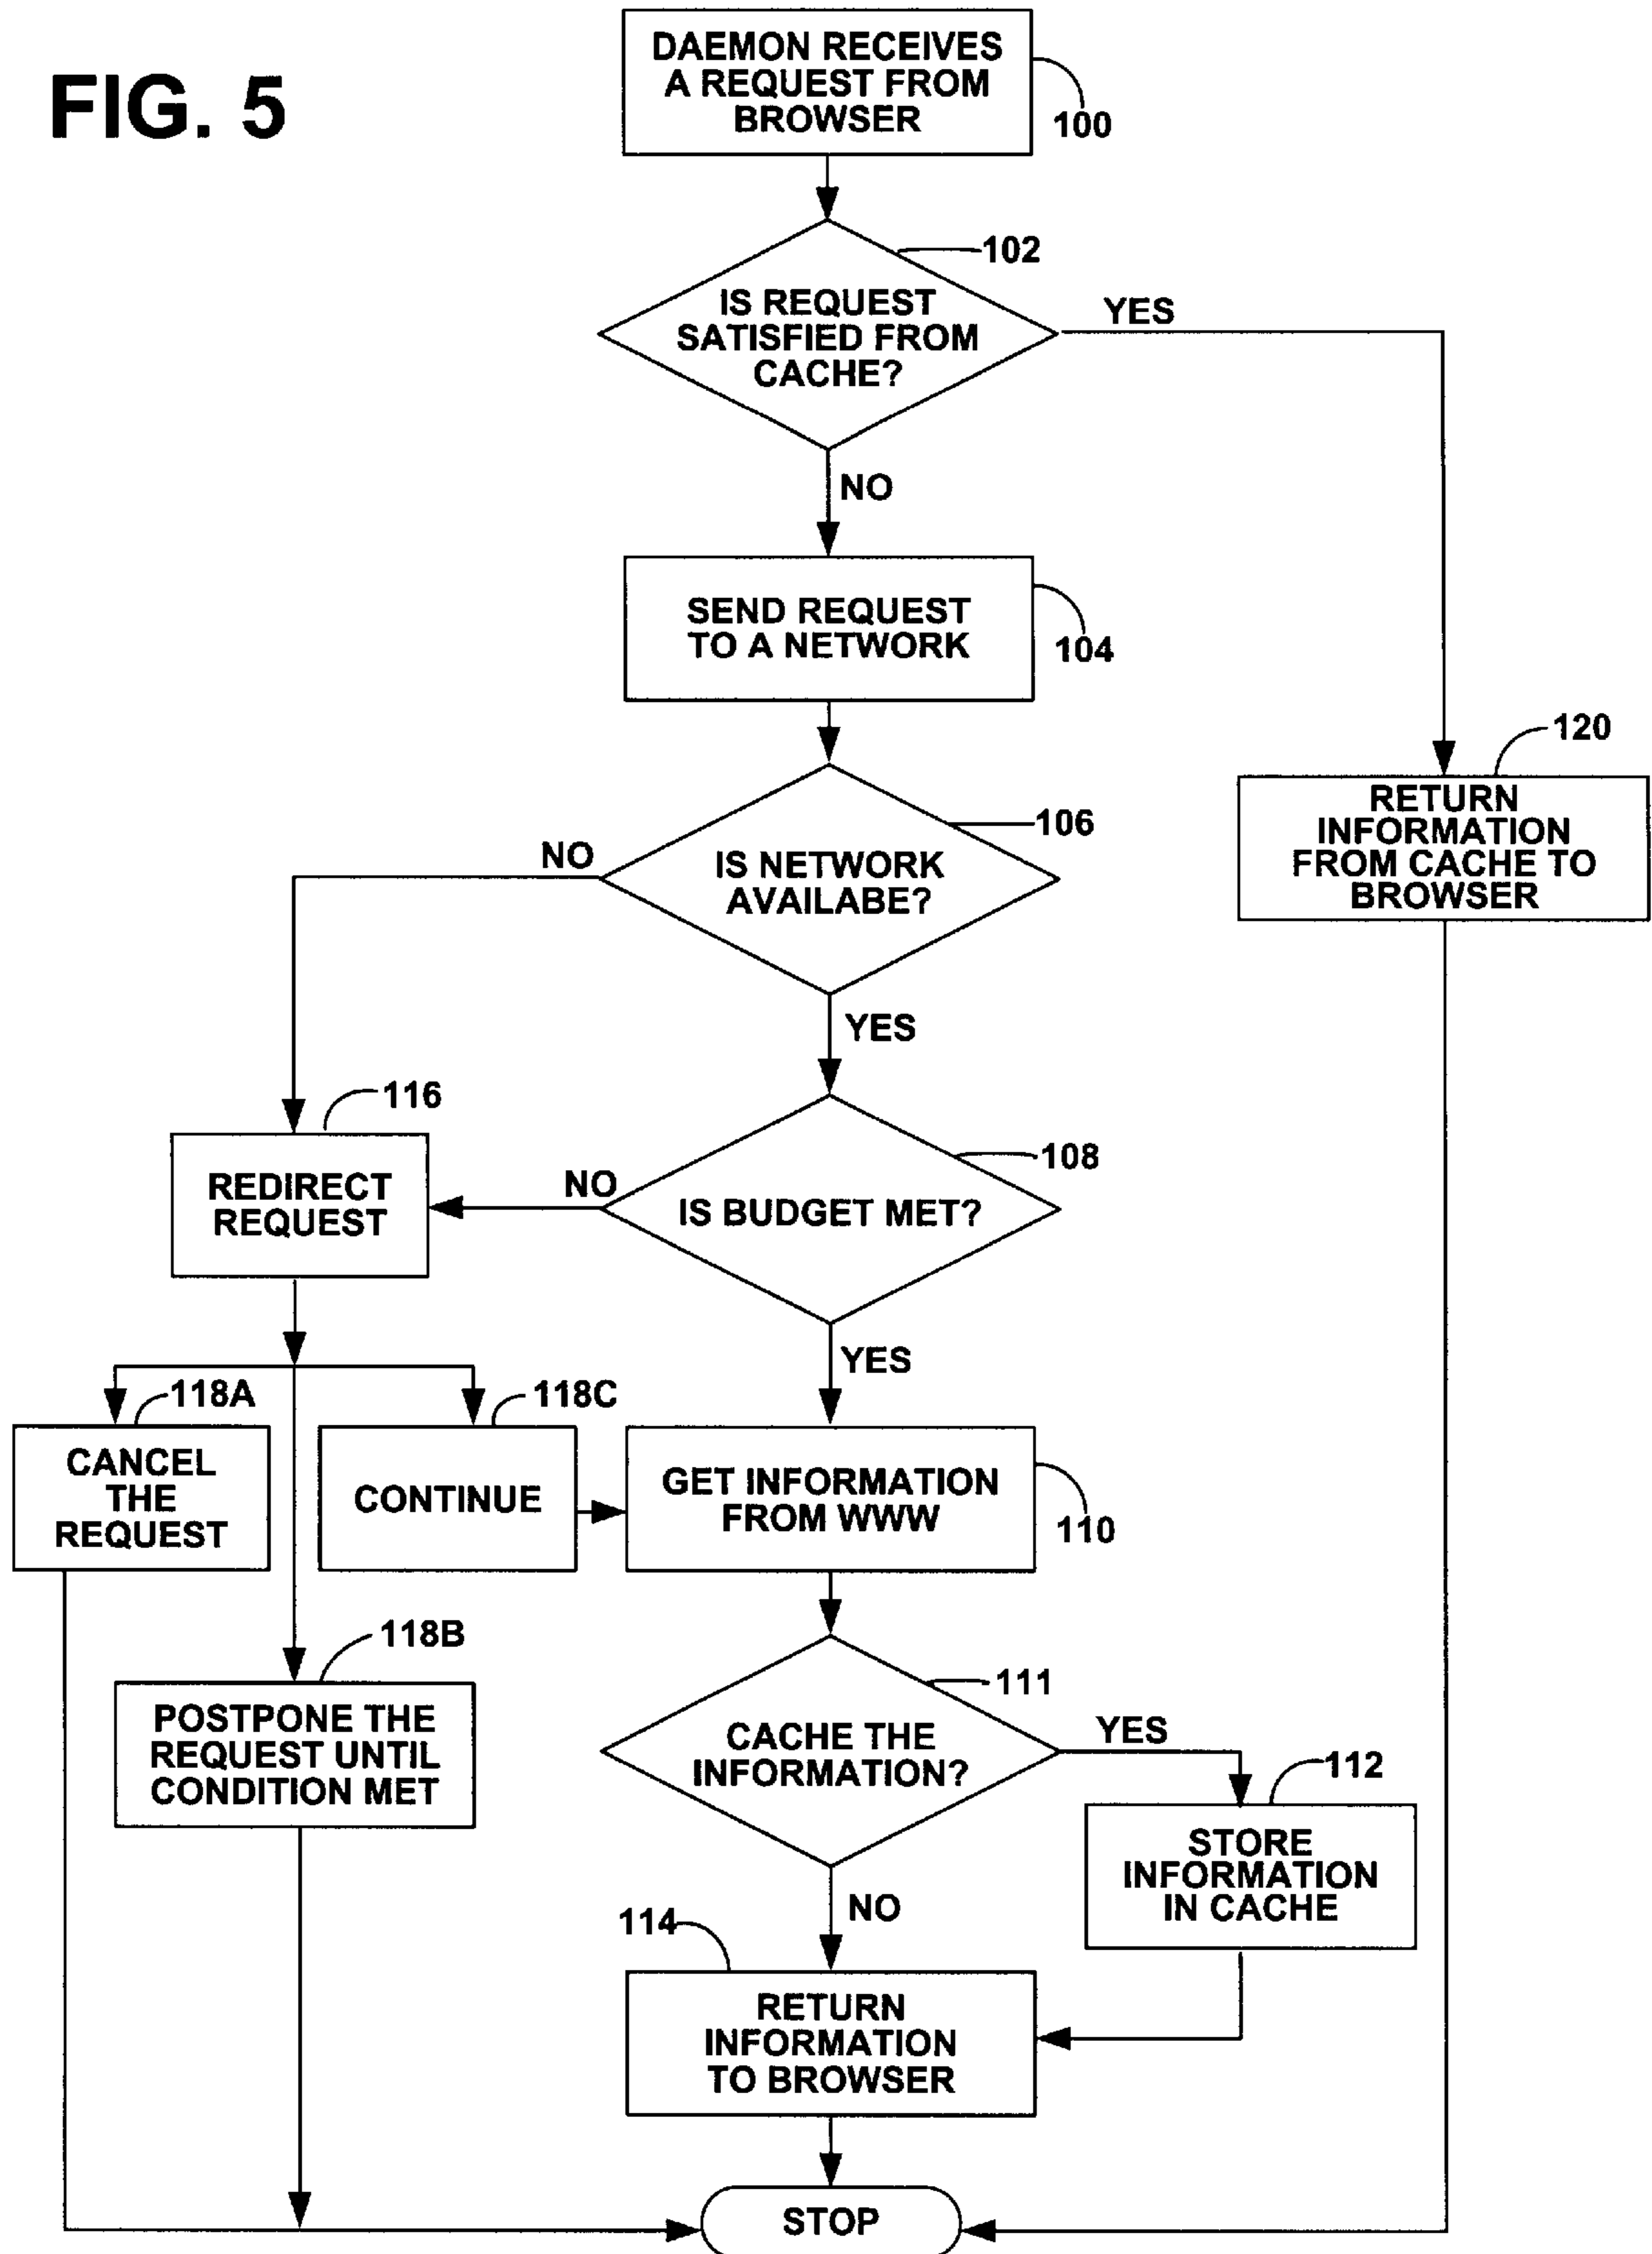 FIG. 5
DAEMON RECEIVES
A REQUEST FROM
BROWSER
100
102
IS REQUEST
SATISFIED FROM
CACHE?
YES
NO
SEND REQUEST
TO A NETWORK
104
120
RETURN
INFORMATION
FROM CACHE TO
BROWSER
106
NO
IS NETWORK
AVAILABE?
YES
116
REDIRECT
REQUEST
108
NO
IS BUDGET MET?
YES
118A
118C
CANCEL
THE
REQUEST
CONTINUE
GET INFORMATION
FROM WWW
110
118B
POSTPONE THE
REQUEST UNTIL
CONDITION MET
111
CACHE THE
INFORMATION?
YES
112
STORE
INFORMATION
IN CACHE
NO
114
RETURN
INFORMATION
TO BROWSER
STOP